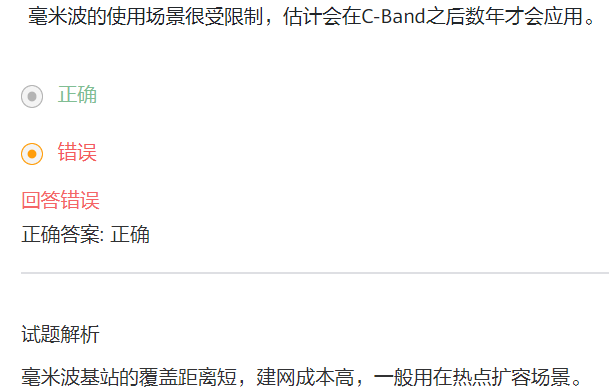 毫米波的使用场景很受限制，估计会在C-Band之后数年才会应用。
正确
错误
回答错误
正确答案: 正确
试题解析
毫米波基站的覆盖距离短，建网成本高，一般用在热点扩容场景。